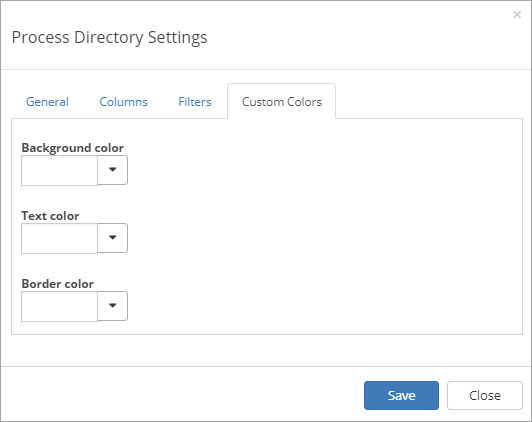 ×
Process Directory Settings
General Columns Filters Custom Colors
Background color
Text color
Border color
Save Close